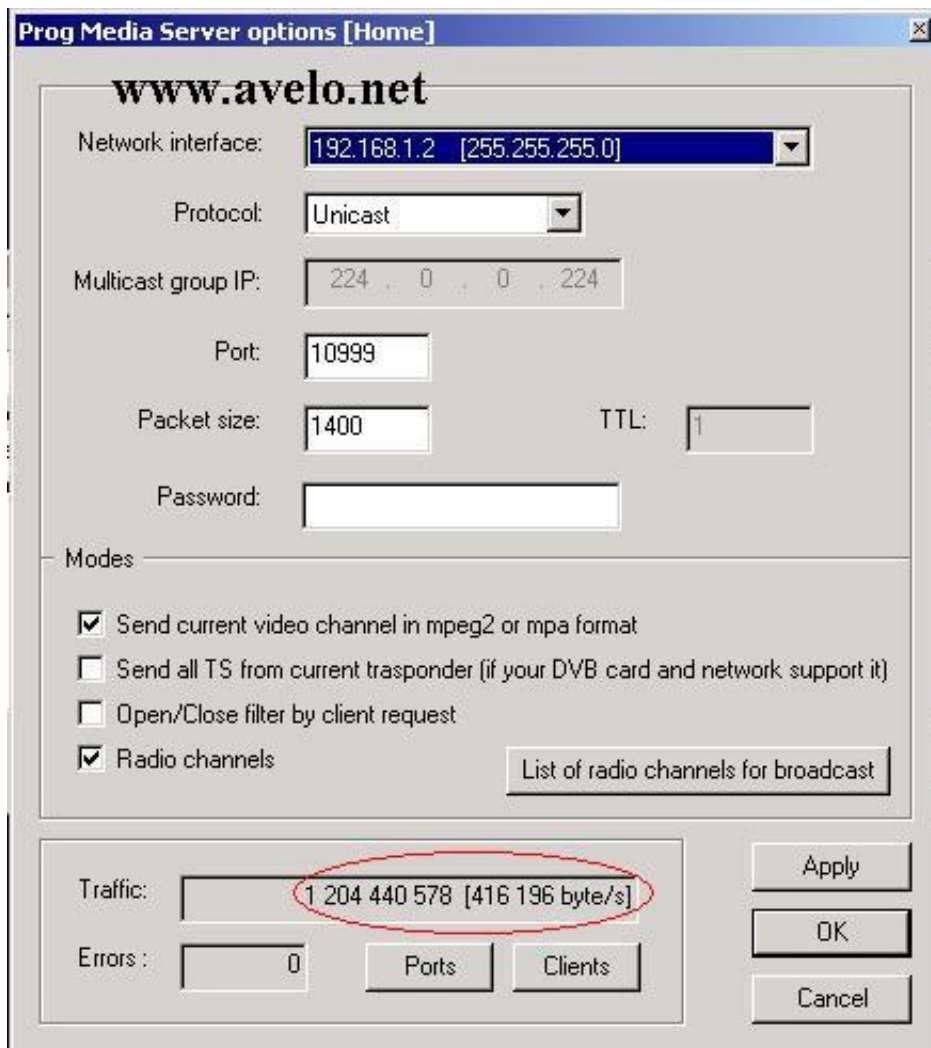 Prog Media Server options [Home]
www.avelo.net
Network interface: 192.168.1.2 [255.255.255.0]
Protocol: Unicast
Multicast group IP: 224 . 0 . 0 . 224
Port: 10999
Packet size: 1400 TTL: 1
Password:
Modes
Send current video channel in mpeg2 or mpa format
Send all TS from current trasponder (if your DVB card and network support it)
Open/Close filter by client request
Radio channels
List of radio channels for broadcast
Traffic: 1 204 440 578 [416 196 byte/s]
Apply
OK
Errors : 0 Ports Clients
Cancel